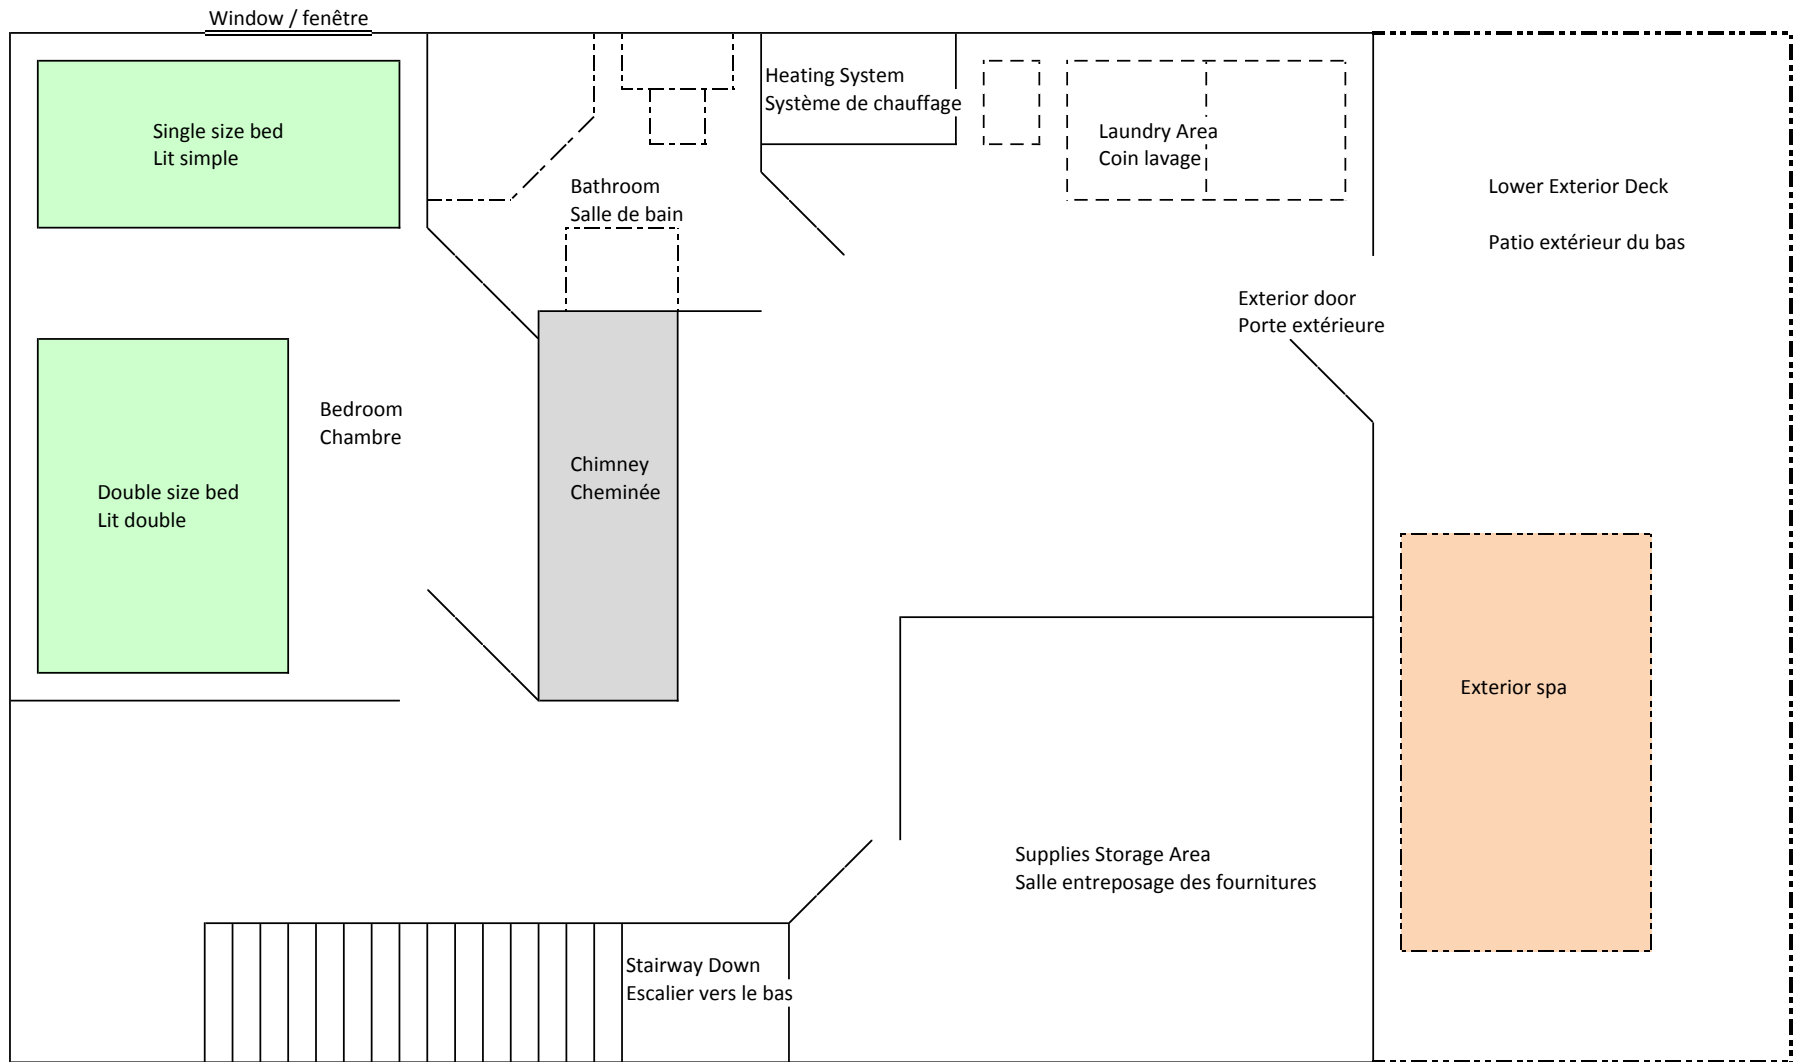 Window / fenêtre
Heating System
Système de chauffage
Single size bed
Lit simple
Laundry Area
Coin lavage
Bathroom
Salle de bain
Lower Exterior Deck
Patio extérieur du bas
Exterior door
Porte extérieure
Bedroom
Chambre
Chimney
Cheminée
Double size bed
Lit double
Exterior spa
Supplies Storage Area
Salle entreposage des fournitures
Stairway Down
Escalier vers le bas